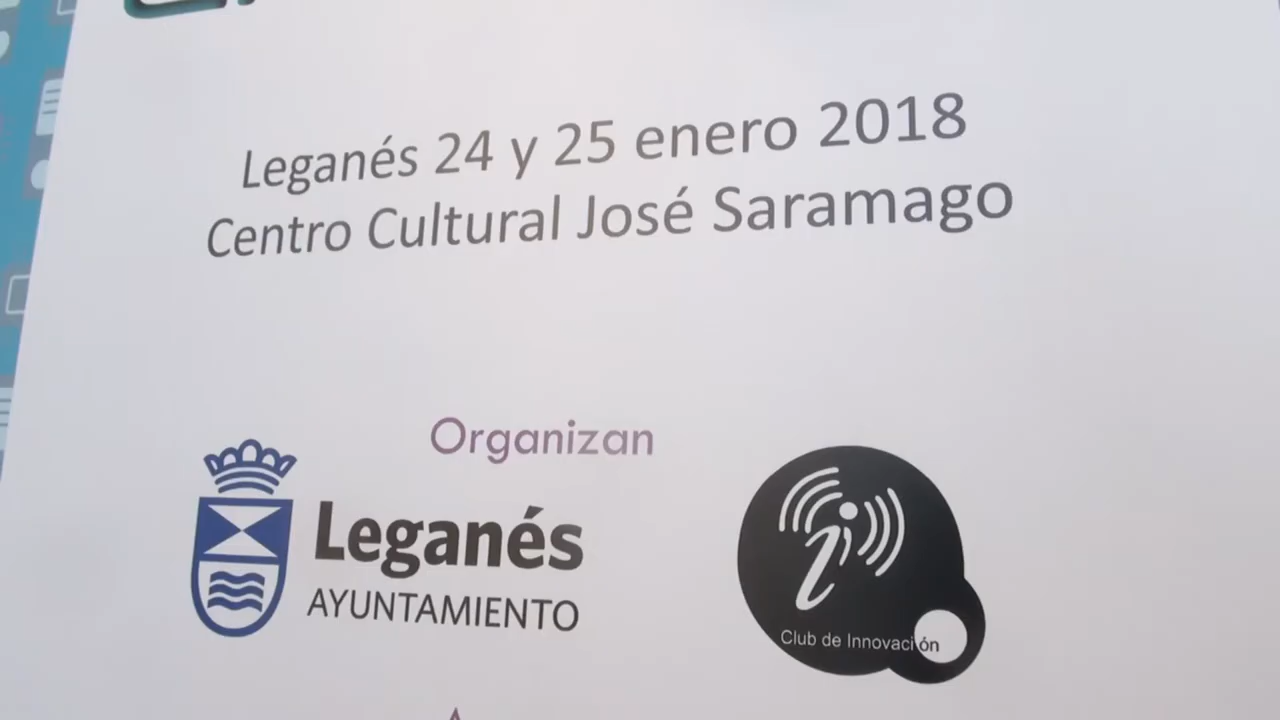 Leganés 24 y 25 enero 2018
Centro Cultural José Saramago
Organizan
Leganés
AYUNTAMIENTO
Club de Innovación